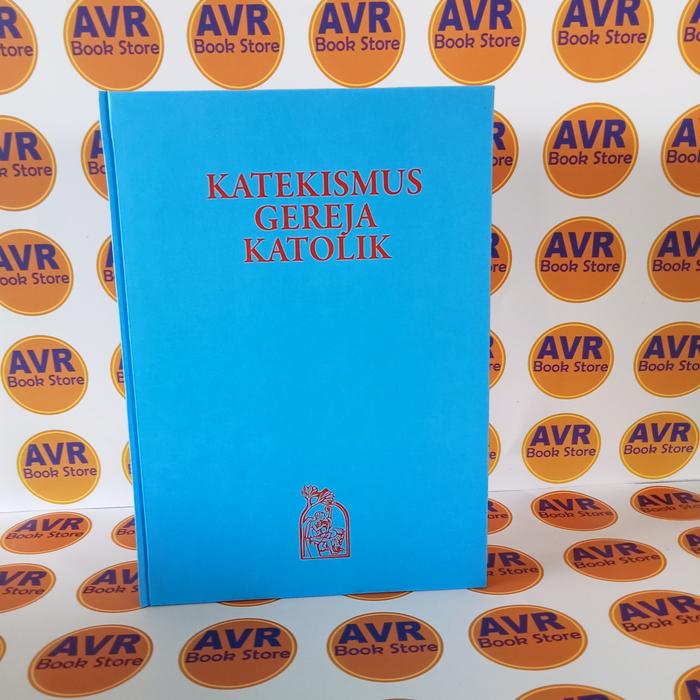 KATEKISMUS
GEREJA
KATOLIK
AVR
Book Store